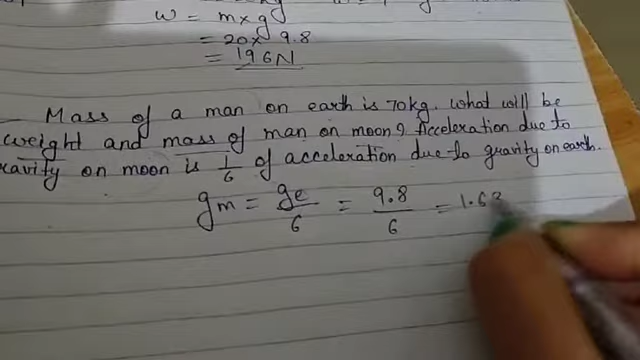 w = m x g
= 20 x 9.8
= 196N
Mass of a man on earth is 70kg. what will be
weight and mass of man on moon? Acceleration due to
on moon is 1/6 of acceleration due to gravity on earth.
gm = ge/6 = 9.8/6 = 1.63